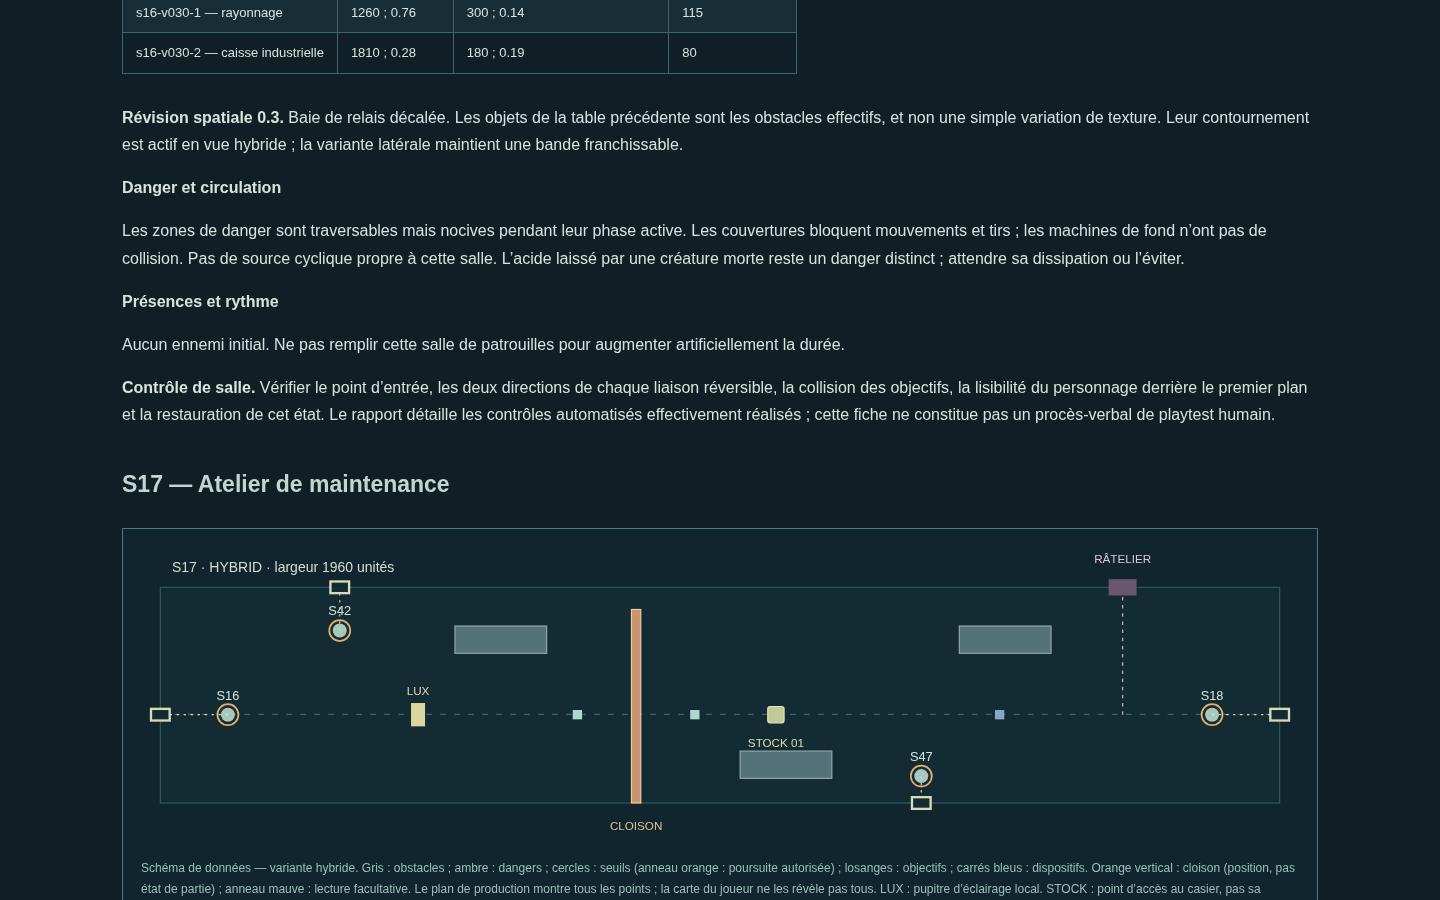 s16-v030-1 — rayonnage 1260 ; 0.76 300 ; 0.14 115
s16-v030-2 — caisse industrielle 1810 ; 0.28 180 ; 0.19 80
Révision spatiale 0.3. Baie de relais décalée. Les objets de la table précédente sont les obstacles effectifs, et non une simple variation de texture. Leur contournement
est actif en vue hybride ; la variante latérale maintient une bande franchissable.
Danger et circulation
Les zones de danger sont traversables mais nocives pendant leur phase active. Les couvertures bloquent mouvements et tirs ; les machines de fond n’ont pas de
collision. Pas de source cyclique propre à cette salle. L’acide laissé par une créature morte reste un danger distinct ; attendre sa dissipation ou l’éviter.
Présences et rythme
Aucun ennemi initial. Ne pas remplir cette salle de patrouilles pour augmenter artificiellement la durée.
Contrôle de salle. Vérifier le point d’entrée, les deux directions de chaque liaison réversible, la collision des objectifs, la lisibilité du personnage derrière le premier plan
et la restauration de cet état. Le rapport détaille les contrôles automatisés effectivement réalisés ; cette fiche ne constitue pas un procès-verbal de playtest humain.
S17 — Atelier de maintenance
RÂTELIER
S17 · HYBRID · largeur 1960 unités
S42
LUX
S16
S18
STOCK 01
S47
CLOISON
Schéma de données — variante hybride. Gris : obstacles ; ambre : dangers ; cercles : seuils (anneau orange : poursuite autorisée) ; losanges : objectifs ; carrés bleus : dispositifs. Orange vertical : cloison (position, pas
état de partie) ; anneau mauve : lecture facultative. Le plan de production montre tous les points ; la carte du joueur ne les révèle pas tous. LUX : pupitre d’éclairage local. STOCK : point d’accès au casier, pas sa